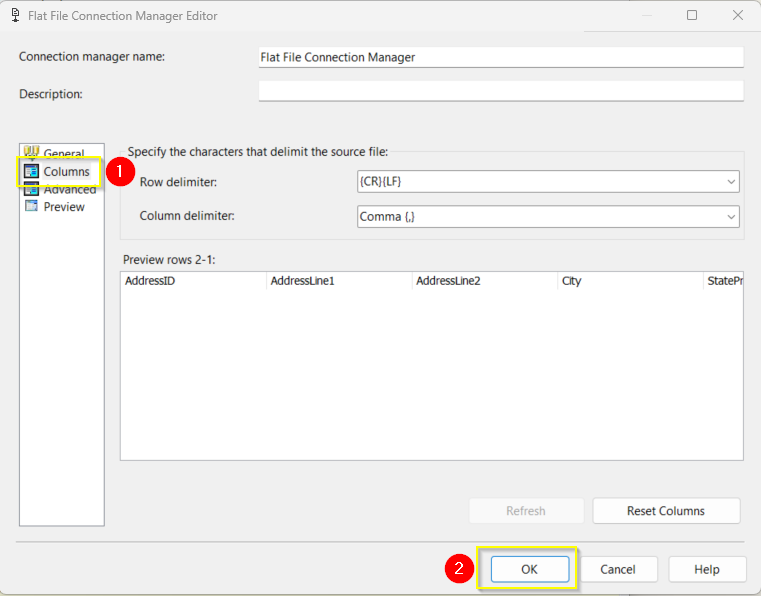 Flat File Connection Manager Editor
Connection manager name: Flat File Connection Manager
Description:
General
Columns 1
Advanced
Preview
Specify the characters that delimit the source file:
Row delimiter: {CR}{LF}
Column delimiter: Comma {,}
Preview rows 2-1:
AddressID AddressLine1 AddressLine2 City StatePr
Refresh Reset Columns
2 OK Cancel Help